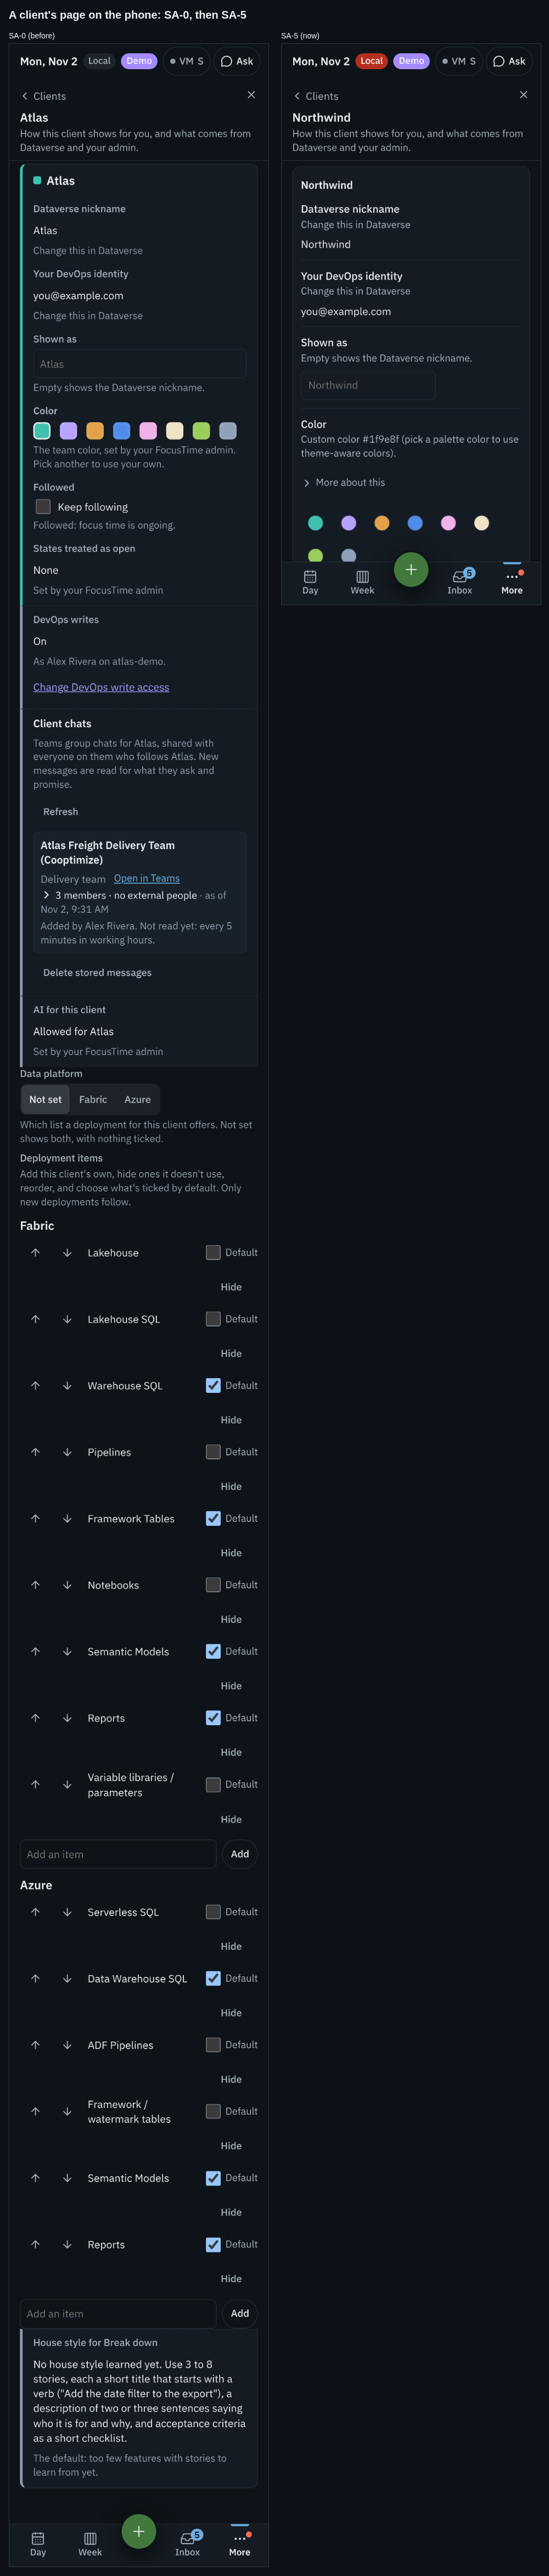 A client's page on the phone: SA-0, then SA-5
SA-0 (before)
Mon, Nov 2
Local
Demo
VM S
Ask
Clients
Atlas
How this client shows for you, and what comes from
Dataverse and your admin.
Atlas
Dataverse nickname
Atlas
Change this in Dataverse
Your DevOps identity
you@example.com
Change this in Dataverse
Shown as
Atlas
Empty shows the Dataverse nickname.
Color
The team color, set by your FocusTime admin.
Pick another to use your own.
Followed
Keep following
Followed: focus time is ongoing.
States treated as open
None
Set by your FocusTime admin
DevOps writes
On
As Alex Rivera on atlas-demo.
Change DevOps write access
Client chats
Teams group chats for Atlas, shared with
everyone on them who follows Atlas. New
messages are read for what they ask and
promise.
Refresh
Atlas Freight Delivery Team
(Cooptimize)
Delivery team Open in Teams
3 members · no external people · as of
Nov 2, 9:31 AM
Added by Alex Rivera. Not read yet: every 5
minutes in working hours.
Delete stored messages
AI for this client
Allowed for Atlas
Set by your FocusTime admin
Data platform
Not set
Fabric
Azure
Which list a deployment for this client offers. Not set
shows both, with nothing ticked.
Deployment items
Add this client's own, hide ones it doesn't use,
reorder, and choose what's ticked by default. Only
new deployments follow.
Fabric
Lakehouse Default
Hide
Lakehouse SQL Default
Hide
Warehouse SQL Default
Hide
Pipelines Default
Hide
Framework Tables Default
Hide
Notebooks Default
Hide
Semantic Models Default
Hide
Reports Default
Hide
Variable libraries /
parameters Default
Hide
Add an item Add
Azure
Serverless SQL Default
Hide
Data Warehouse SQL Default
Hide
ADF Pipelines Default
Hide
Framework /
watermark tables Default
Hide
Semantic Models Default
Hide
Reports Default
Hide
Add an item Add
House style for Break down
No house style learned yet. Use 3 to 8
stories, each a short title that starts with a
verb ("Add the date filter to the export"), a
description of two or three sentences saying
who it is for and why, and acceptance criteria
as a short checklist.
The default: too few features with stories to
learn from yet.
Day
Week
5
Inbox
More
SA-5 (now)
Mon, Nov 2
Local
Demo
VM S
Ask
Clients
Northwind
How this client shows for you, and what comes from
Dataverse and your admin.
Northwind
Dataverse nickname
Change this in Dataverse
Northwind
Your DevOps identity
Change this in Dataverse
you@example.com
Shown as
Empty shows the Dataverse nickname.
Northwind
Color
Custom color #1f9e8f (pick a palette color to use
theme-aware colors).
More about this
Day
Week
5
Inbox
More